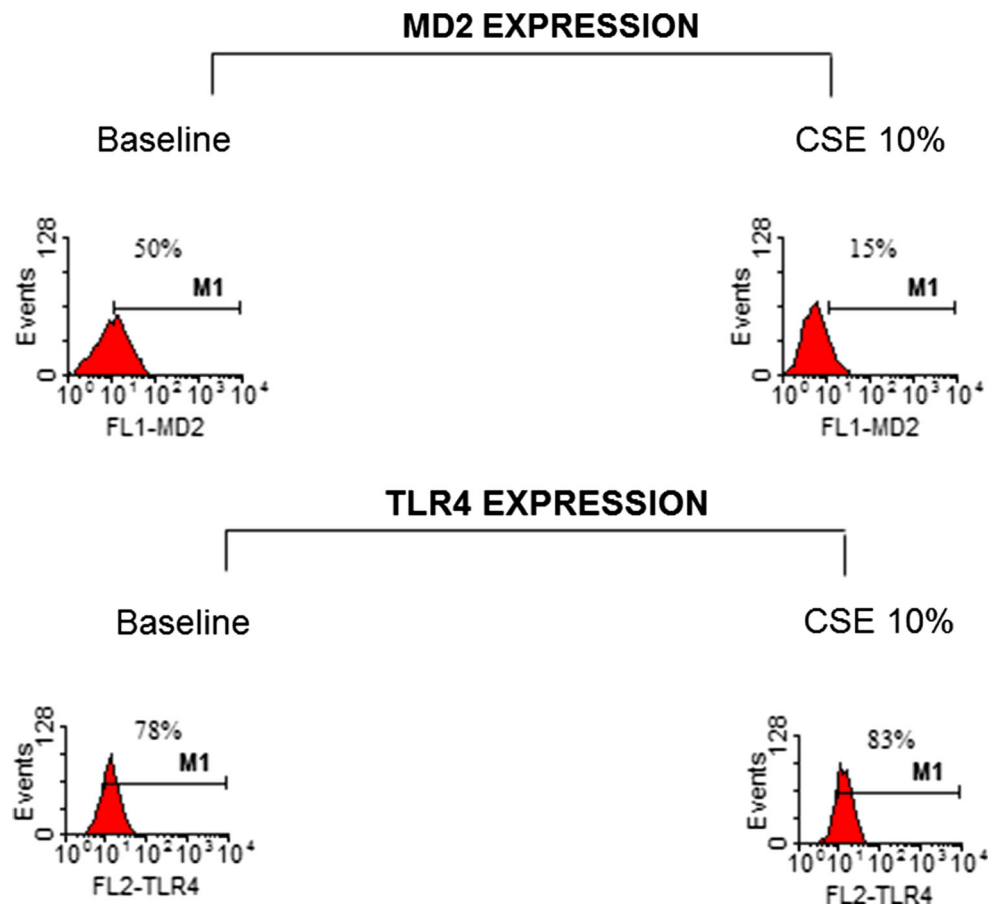 MD2 EXPRESSION
Baseline
CSE 10%
128
50%
M1
Events
0
10⁰ 10¹ 10² 10³ 10⁴
FL1-MD2
128
15%
M1
Events
0
10⁰ 10¹ 10² 10³ 10⁴
FL1-MD2
TLR4 EXPRESSION
Baseline
CSE 10%
128
78%
M1
Events
0
10⁰ 10¹ 10² 10³ 10⁴
FL2-TLR4
128
83%
M1
Events
0
10⁰ 10¹ 10² 10³ 10⁴
FL2-TLR4